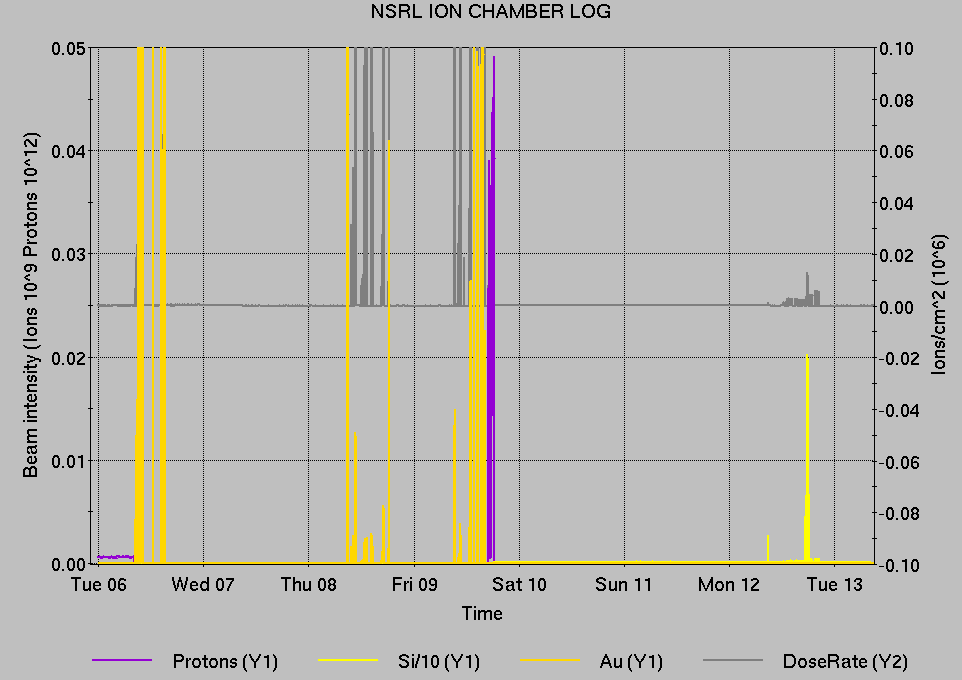 NSRL ION CHAMBER LOG
0.05
0.04
0.03
0.02
0.01
0.00
Beam intensity (Ions 10^9 Protons 10^12)
0.10
0.08
0.06
0.04
0.02
0.00
-0.02
-0.04
-0.06
-0.08
-0.10
Ions/cm^2 (10^6)
Tue 06 Wed 07 Thu 08 Fri 09 Sat 10 Sun 11 Mon 12 Tue 13
Time
Protons (Y1) Si/10 (Y1) Au (Y1) DoseRate (Y2)